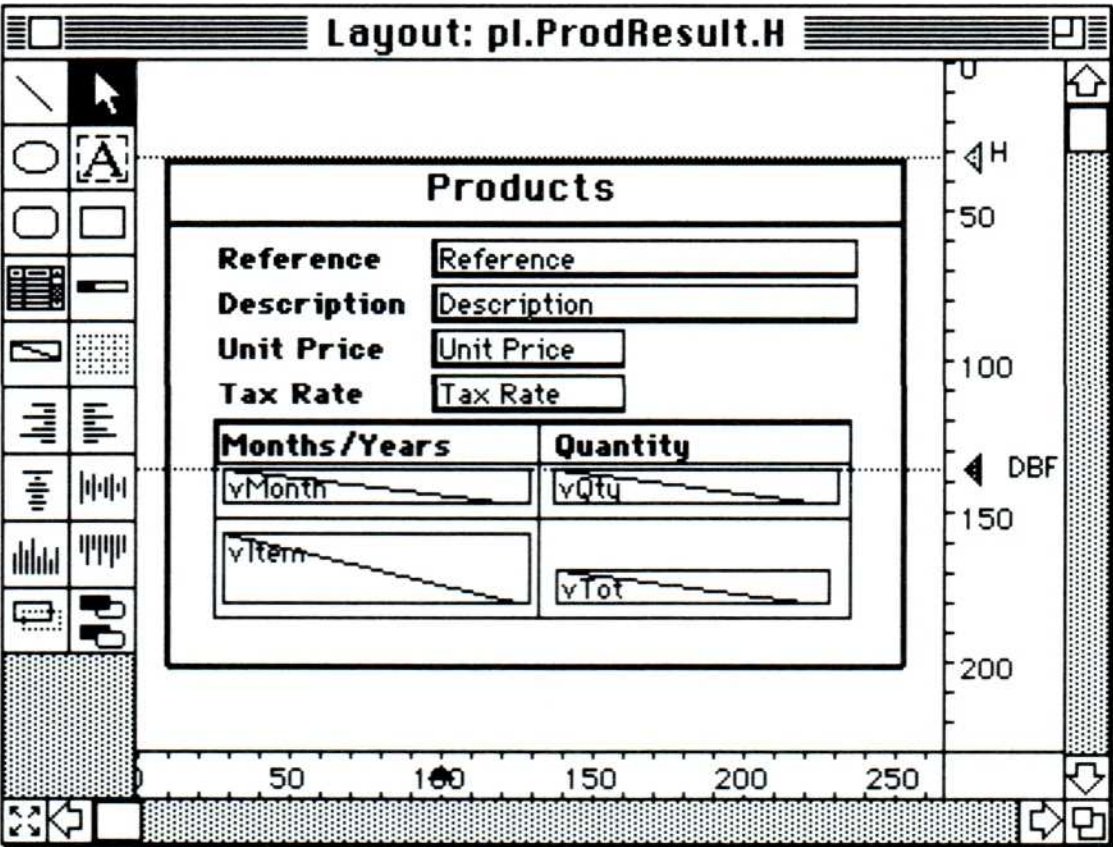 Layout: pl.ProdResult.H
A
0
H
Products
50
Reference Reference
Description Description
Unit Price Unit Price
100
Tax Rate Tax Rate
Months/Years Quantity
DBF
vMonth vQty
150
vItem
vTot
200
50 100 150 200 250